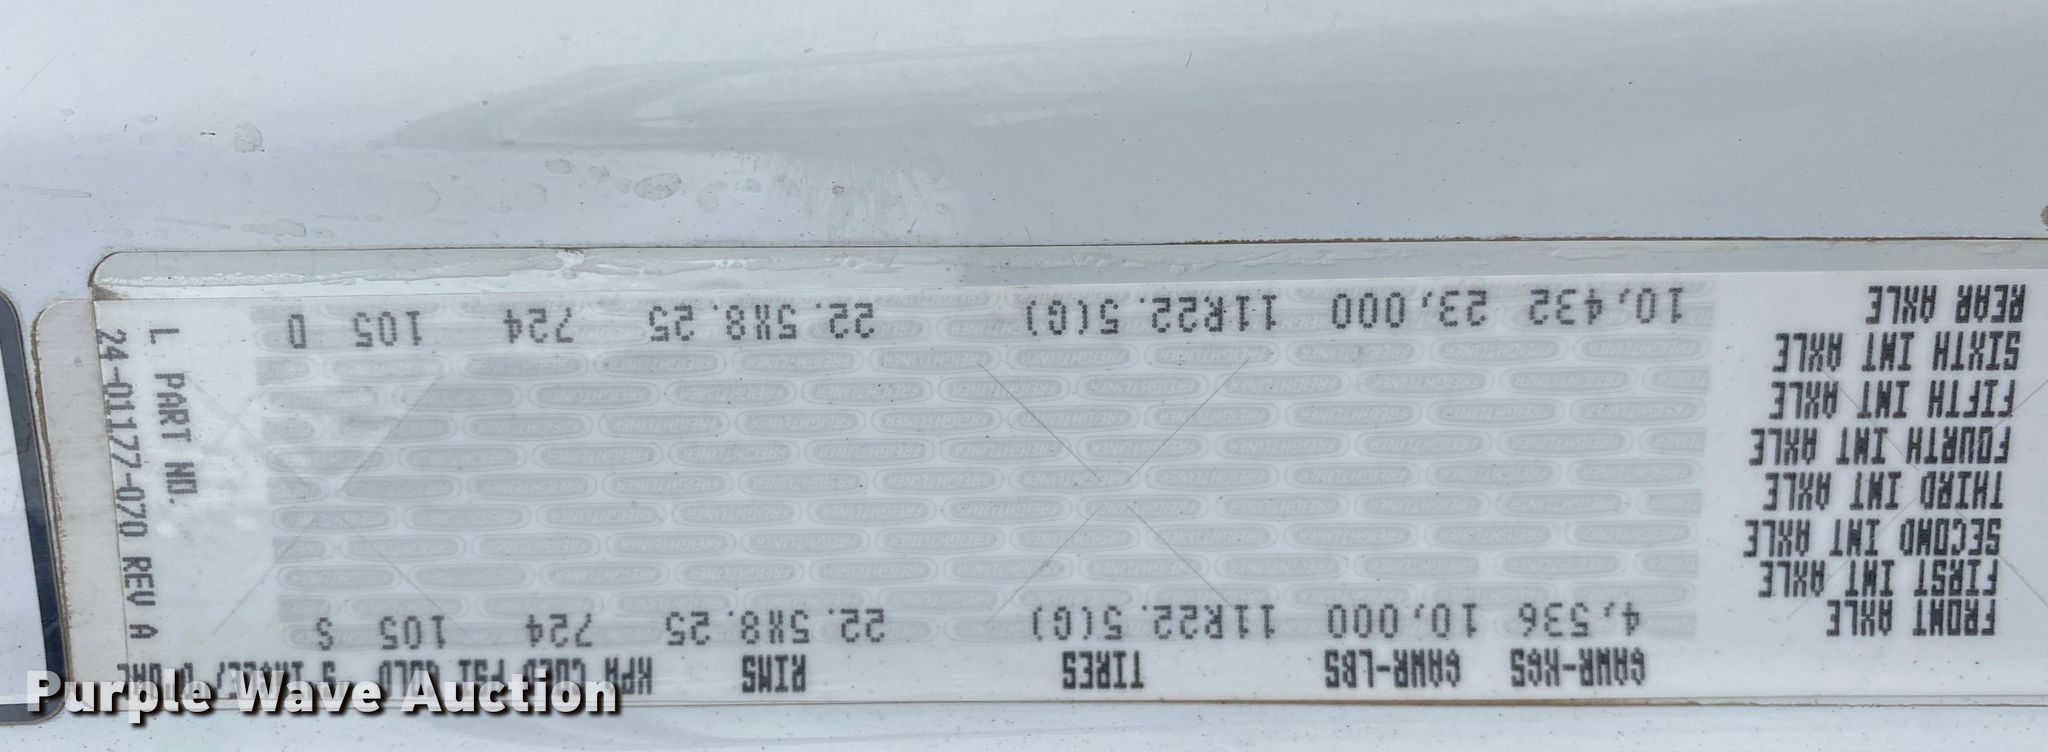 GAWR-KGS GAWR-LBS TIRES RIMS KPA COLD PSI COLD
FRONT AXLE 4,536 10,000 11R22.5(G) 22.5X8.25 724 105 S
FIRST INT AXLE
SECOND INT AXLE
THIRD INT AXLE
FOURTH INT AXLE
FIFTH INT AXLE
SIXTH INT AXLE
REAR AXLE 10,432 23,000 11R22.5(G) 22.5X8.25 724 105 D
L PART NO.
24-01177-070 REV A
FREIGHTLINER
Purple Wave Auction